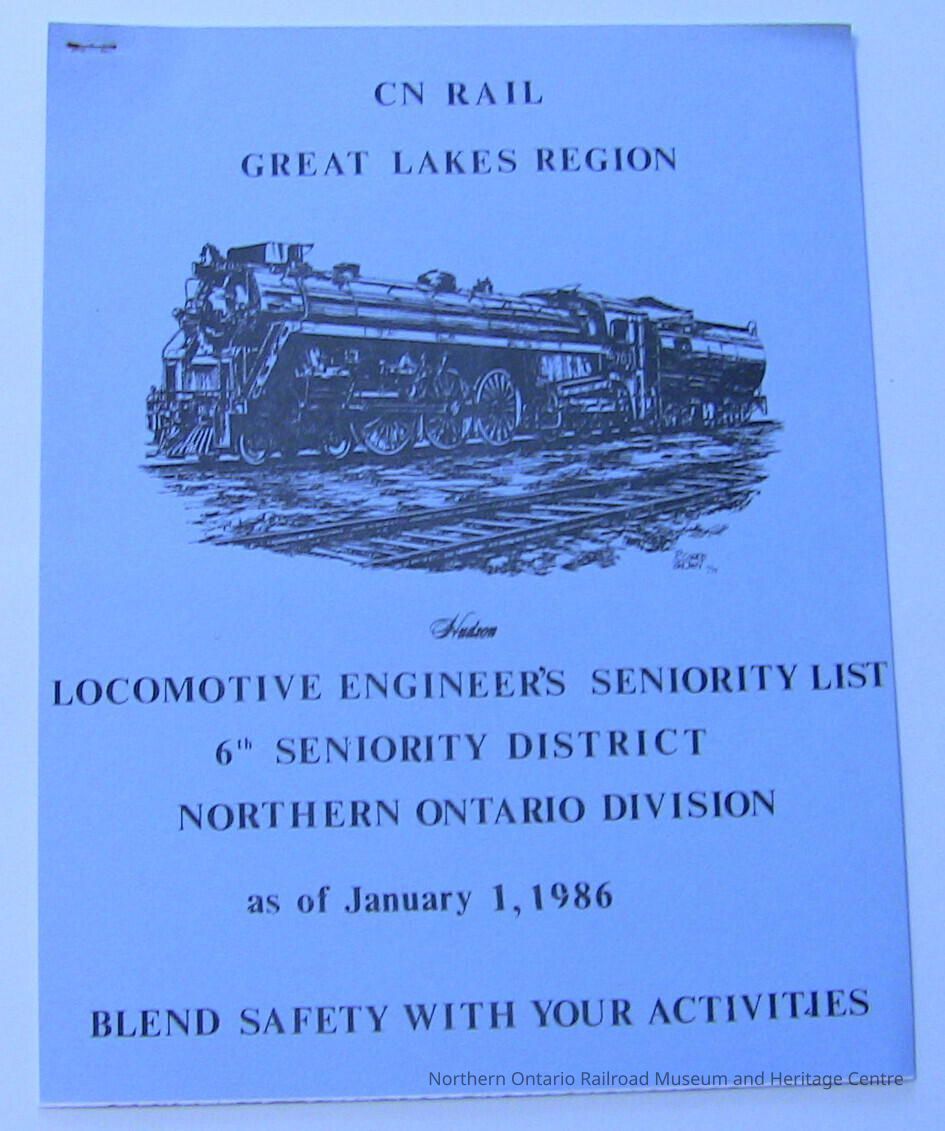 CN RAIL
GREAT LAKES REGION
Hudson
LOCOMOTIVE ENGINEER'S SENIORITY LIST
6th SENIORITY DISTRICT
NORTHERN ONTARIO DIVISION
as of January 1, 1986
BLEND SAFETY WITH YOUR ACTIVITIES
Northern Ontario Railroad Museum and Heritage Centre